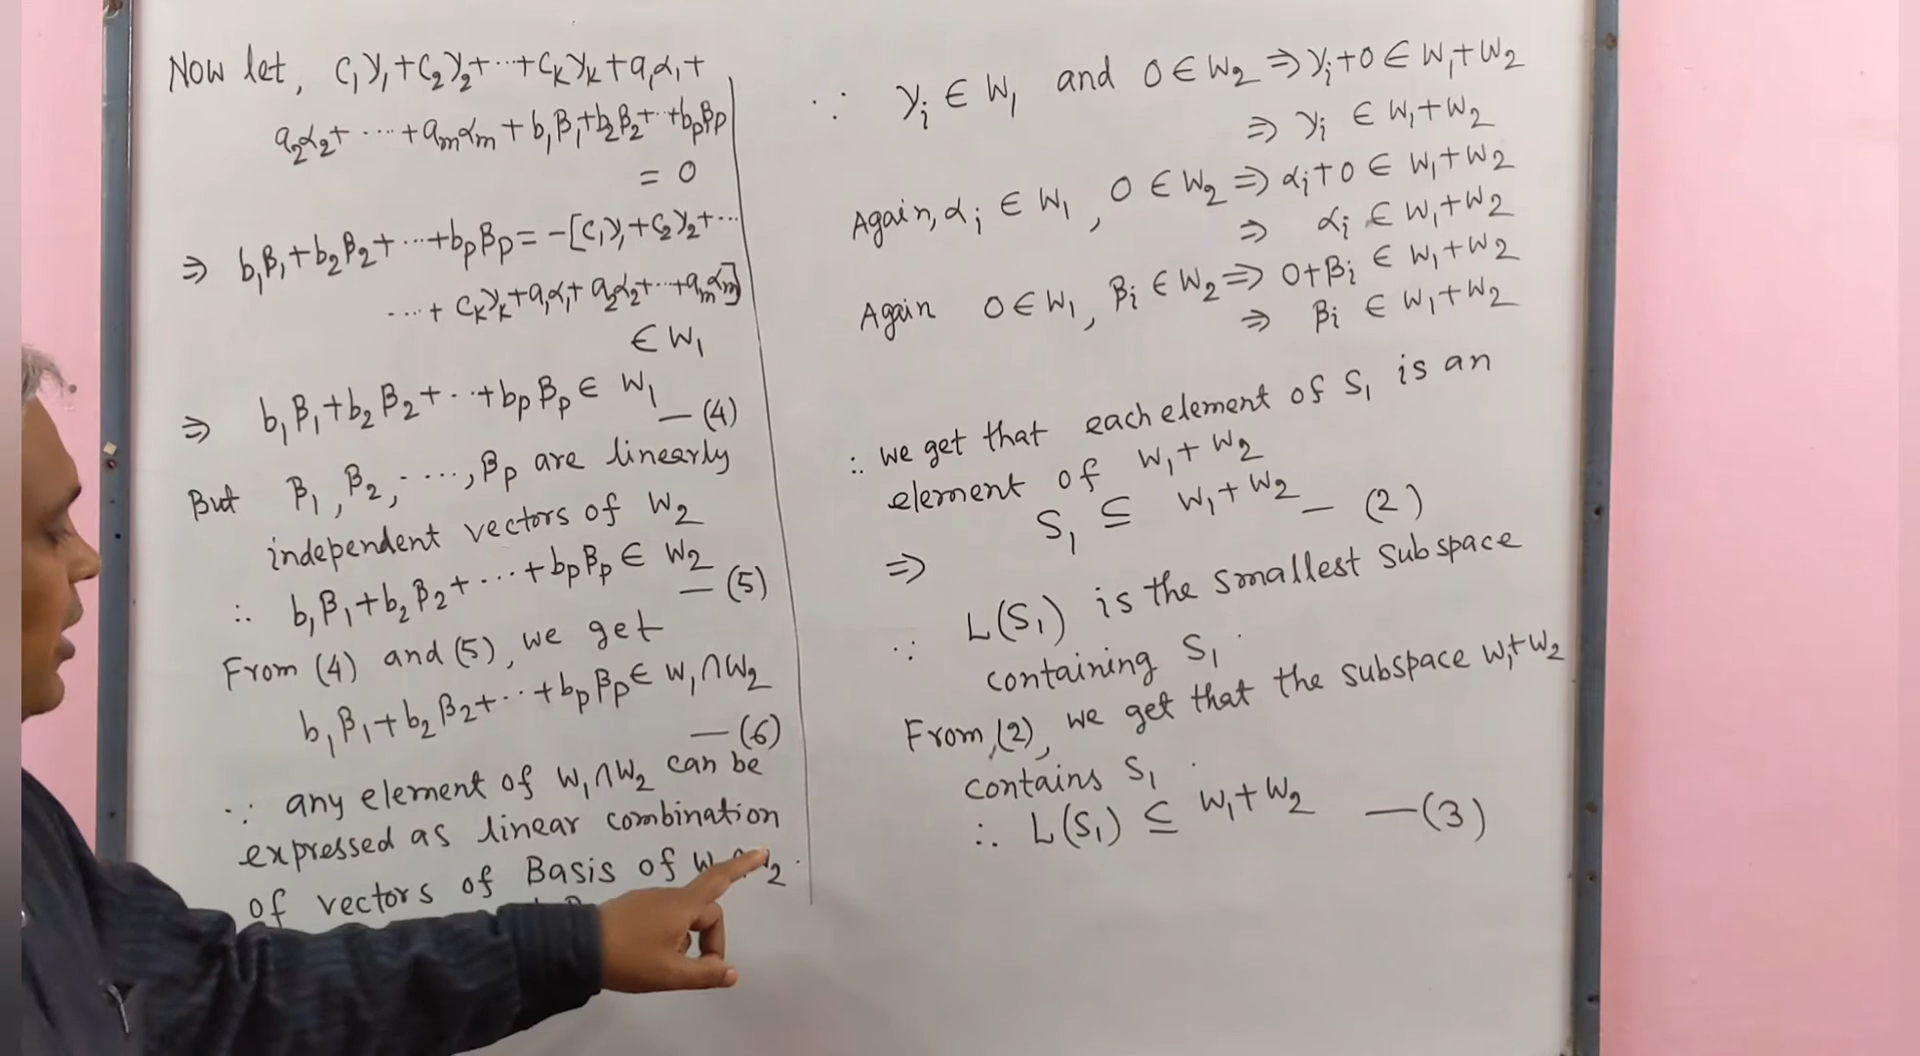 Now let, c₁γ₁+c₂γ₂+···+cₖγₖ+a₁α₁+
a₂α₂+ ···· +aₘαₘ+b₁β₁+b₂β₂+··+bₚβₚ
= 0
⇒ b₁β₁+b₂β₂+···+bₚβₚ= -[c₁γ₁+c₂γ₂+···
···+ cₖγₖ+a₁α₁+ a₂α₂+···+aₘαₘ]
∈ W₁
⇒ b₁β₁+b₂β₂+···+bₚβₚ∈ W₁
— (4)
But β₁, β₂, ····, βₚ are linearly
independent vectors of W₂
∴ b₁β₁+b₂β₂+···+bₚβₚ∈ W₂
— (5)
From (4) and (5), we get
b₁β₁+b₂β₂+···+bₚβₚ∈ W₁∩W₂
— (6)
∵ any element of W₁∩W₂ can be
expressed as linear combination
of vectors of Basis of
∵ γᵢ ∈ W₁ and 0∈W₂ ⇒γᵢ+0 ∈ W₁+W₂
⇒ γᵢ ∈ W₁+W₂
Again, αᵢ ∈ W₁, 0 ∈ W₂ ⇒ αᵢ+0 ∈ W₁+W₂
⇒ αᵢ ∈ W₁+W₂
Again 0∈W₁, βᵢ ∈W₂⇒ 0+βᵢ ∈ W₁+W₂
⇒ βᵢ ∈ W₁+W₂
∴ we get that each element of S₁ is an
element of W₁+W₂
⇒ S₁ ⊆ W₁+W₂ — (2)
∵ L(S₁) is the smallest subspace
containing S₁.
From,(2), we get that the subspace W₁+W₂
contains S₁.
∴ L(S₁) ⊆ W₁+W₂ —(3)